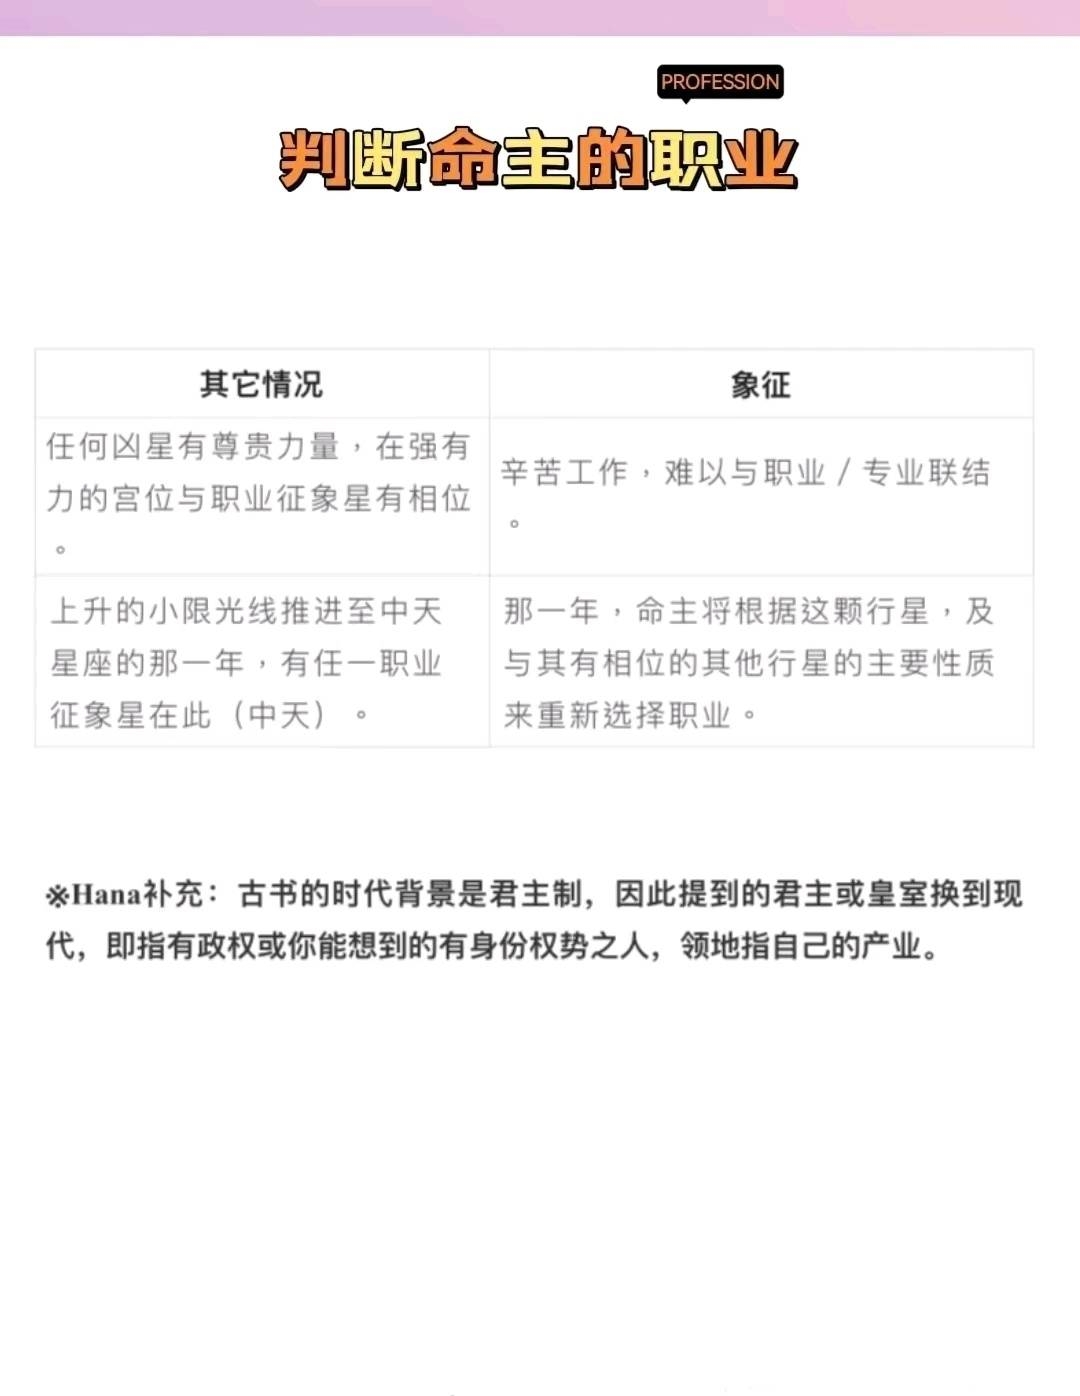 PROFESSION
判断命主的职业
其它情况
象征
任何凶星有尊贵力量，在强有
力的宫位与职业征象星有相位
。
辛苦工作，难以与职业／专业联结
。
上升的小限光线推进至中天
星座的那一年，有任一职业
征象星在此（中天）。
那一年，命主将根据这颗行星，及
与其有相位的其他行星的主要性质
来重新选择职业。
※Hana补充：古书的时代背景是君主制，因此提到的君主或皇室换到现
代，即指有政权或你能想到的有身份权势之人，领地指自己的产业。